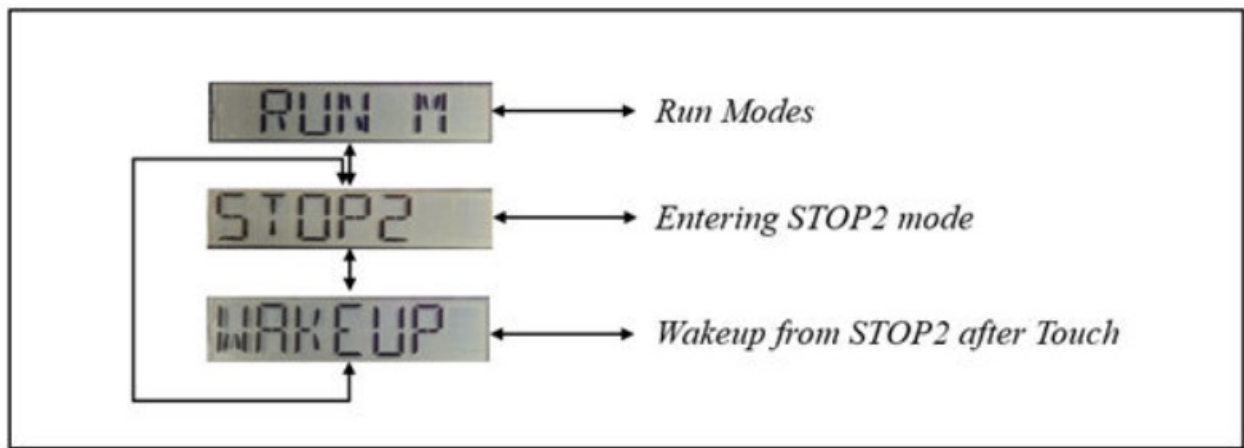 RUN M
Run Modes
STOP2
Entering STOP2 mode
WAKEUP
Wakeup from STOP2 after Touch